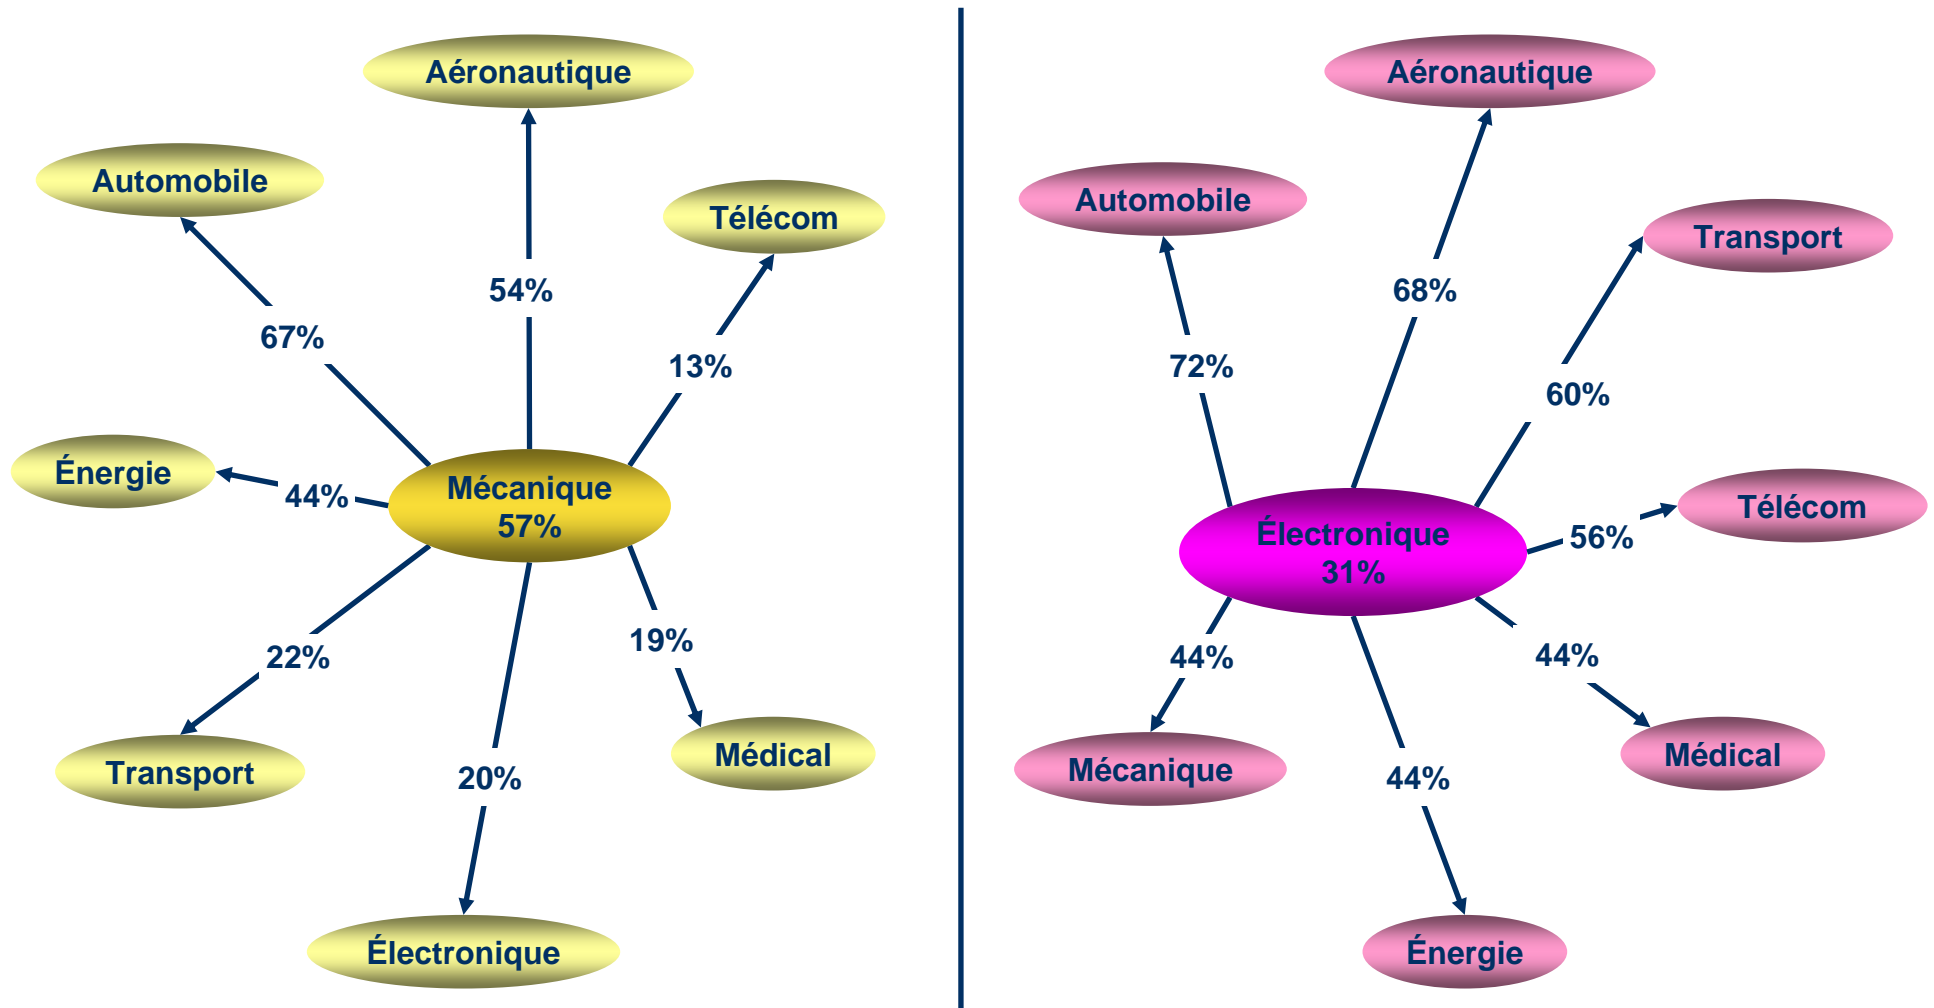 Aéronautique
Automobile
Télécom
54%
67%
13%
Énergie
44%
Mécanique
57%
22%
19%
Transport
20%
Médical
Électronique
Aéronautique
Automobile
Transport
68%
72%
60%
Télécom
56%
Électronique
31%
44%
44%
Mécanique
44%
Médical
Énergie